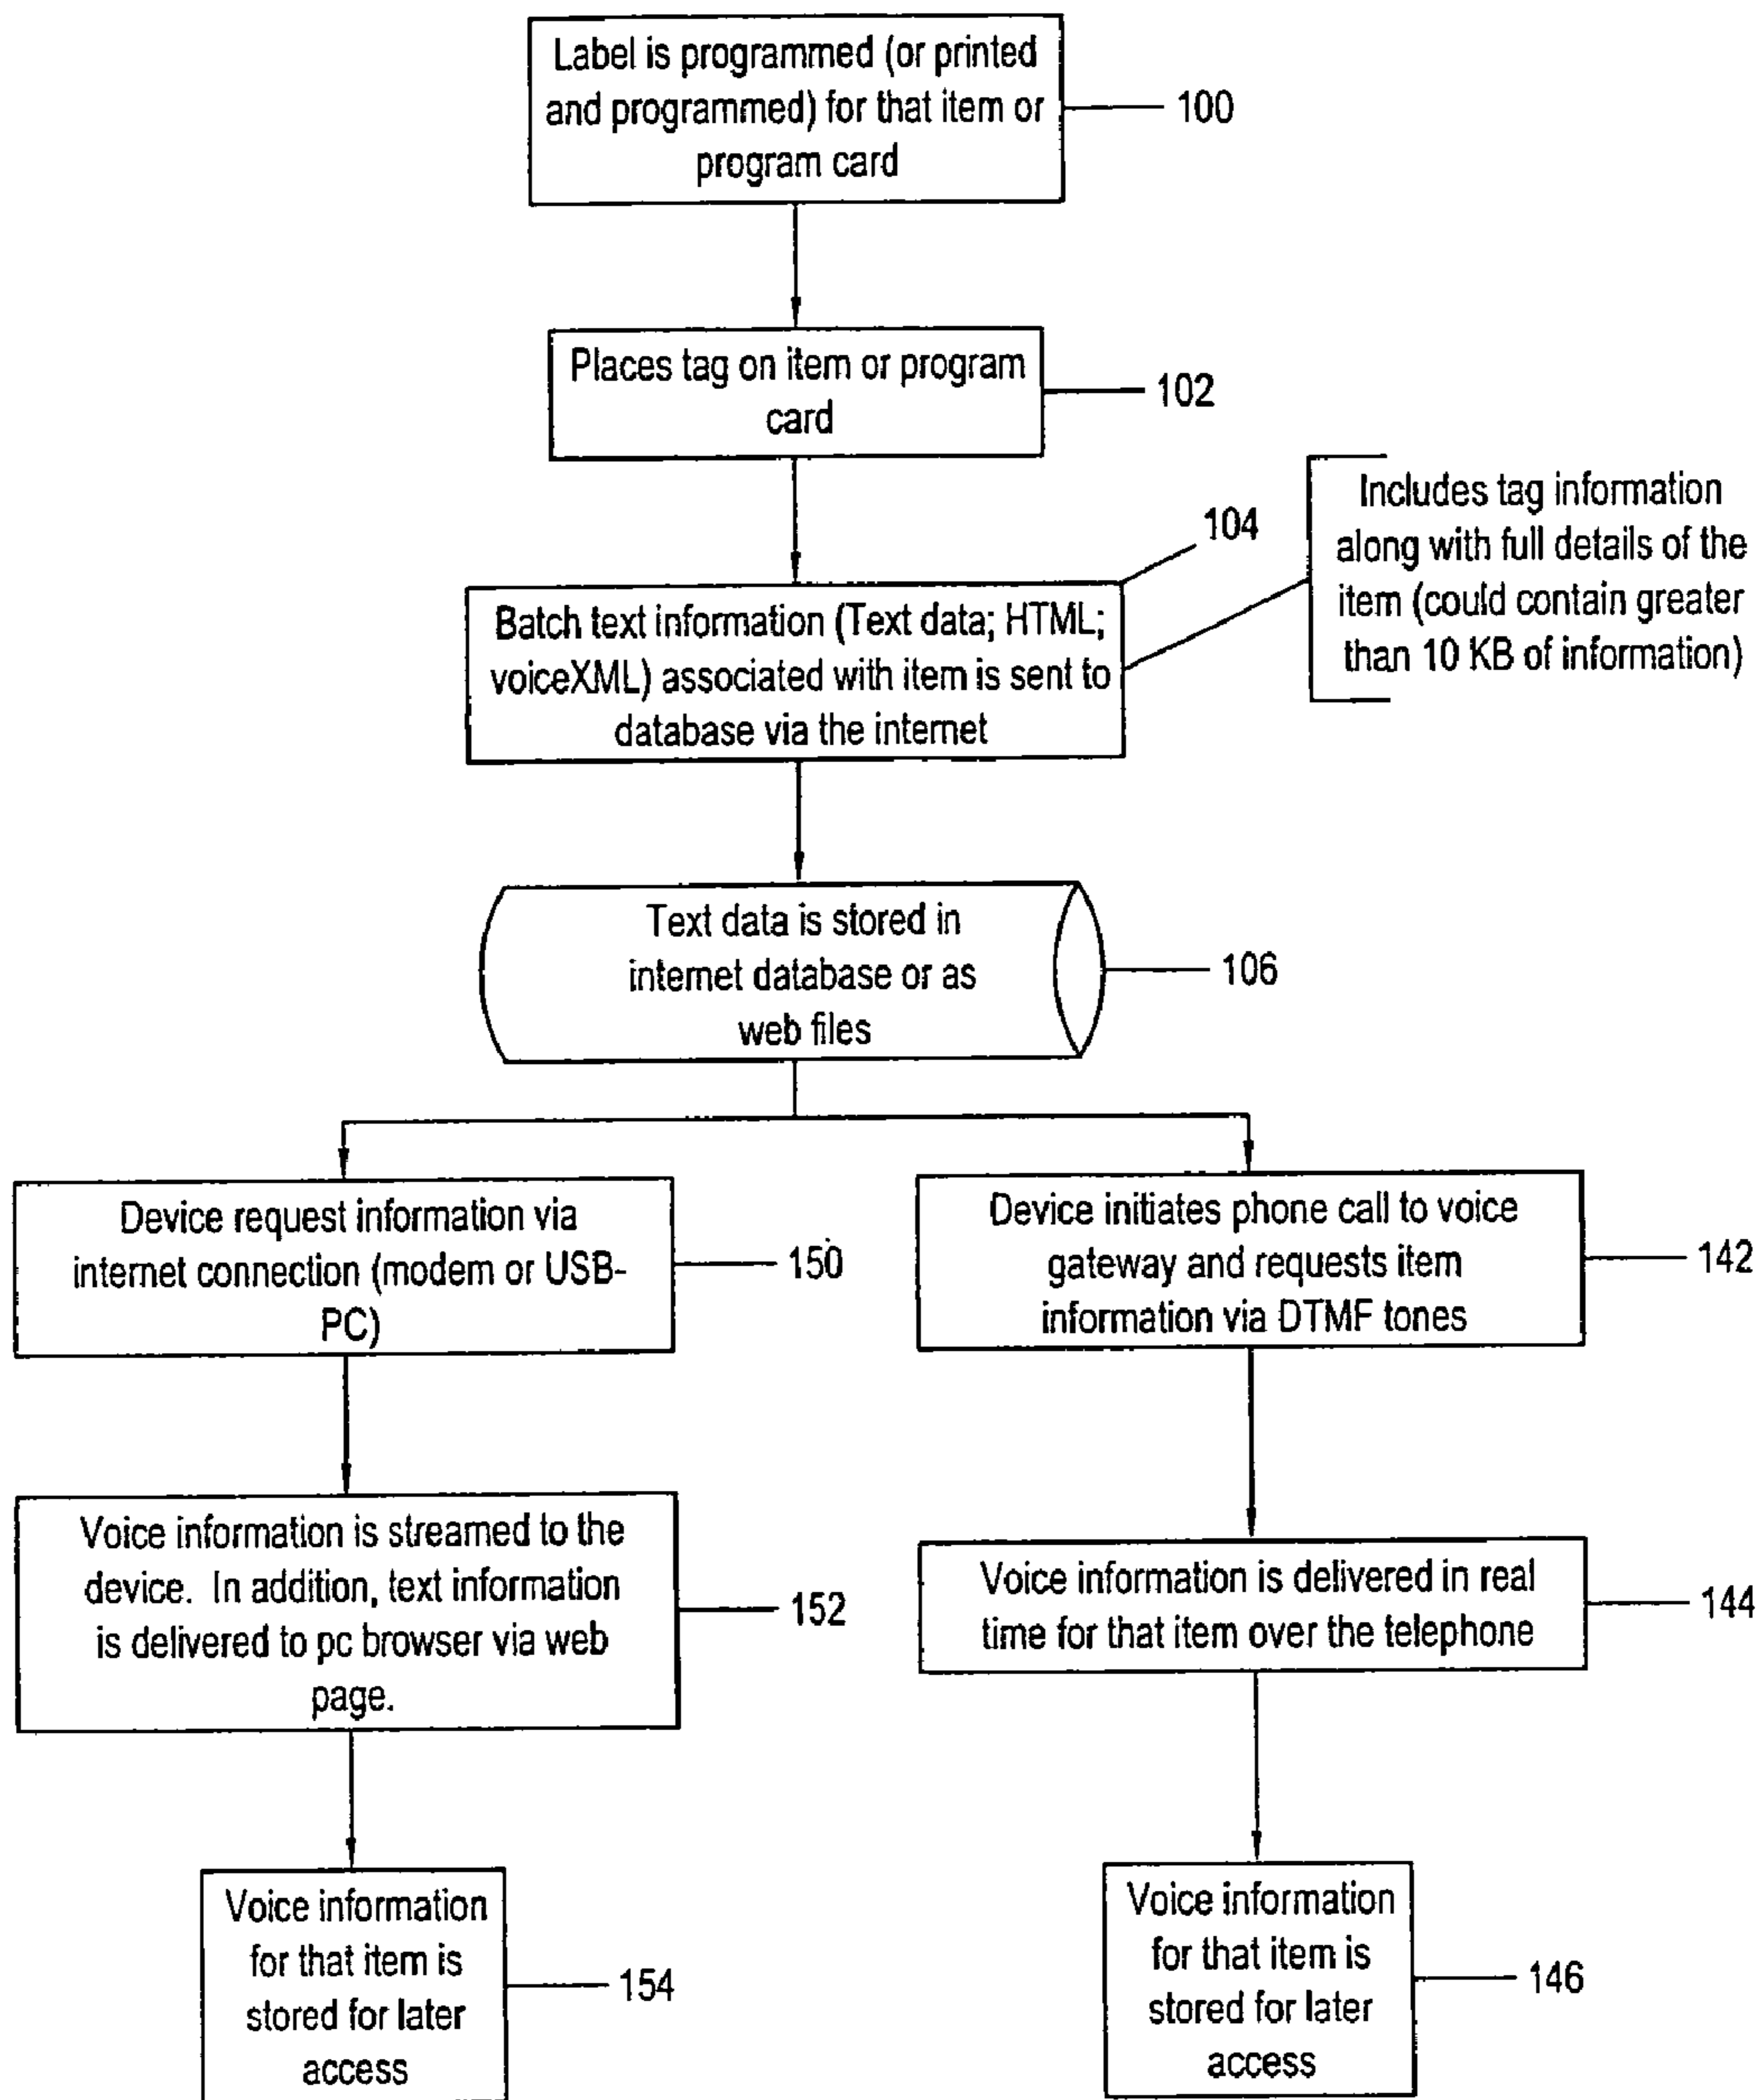 Label is programmed (or printed
and programmed) for that item or
program card
100
Places tag on item or program
card
102
Includes tag information
along with full details of the
item (could contain greater
than 10 KB of information)
104
Batch text information (Text data; HTML;
voiceXML) associated with item is sent to
database via the internet
Text data is stored in
internet database or as
web files
106
Device request information via
internet connection (modem or USB-
PC)
150
Device initiates phone call to voice
gateway and requests item
information via DTMF tones
142
Voice information is streamed to the
device. In addition, text information
is delivered to pc browser via web
page.
152
Voice information is delivered in real
time for that item over the telephone
144
Voice information
for that item is
stored for later
access
154
Voice information
for that item is
stored for later
access
146